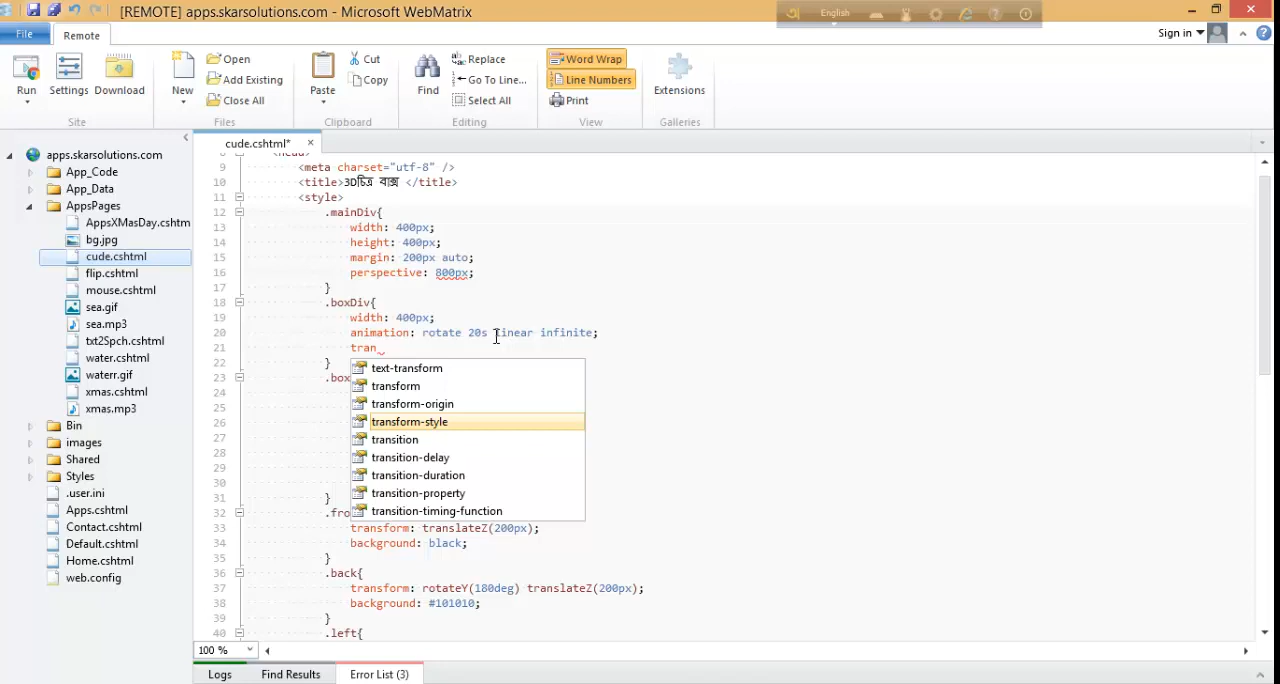 [REMOTE] apps.skarsolutions.com - Microsoft WebMatrix
English
File
Remote
Sign in
Run
Settings
Download
New
Open
Add Existing
Close All
Paste
Cut
Copy
Find
Replace
Go To Line...
Select All
Word Wrap
Line Numbers
Print
Extensions
Site
Files
Clipboard
Editing
View
Galleries
apps.skarsolutions.com
App_Code
App_Data
AppsPages
AppsXMasDay.cshtm
bg.jpg
cude.cshtml
flip.cshtml
mouse.cshtml
sea.gif
sea.mp3
txt2Spch.cshtml
water.cshtml
waterr.gif
xmas.cshtml
xmas.mp3
Bin
images
Shared
Styles
.user.ini
Apps.cshtml
Contact.cshtml
Default.cshtml
Home.cshtml
web.config
cude.cshtml*
9 <meta charset="utf-8" />
10 <title>3Dচিত্র বাক্স </title>
11 <style>
12 .mainDiv{
13 width: 400px;
14 height: 400px;
15 margin: 200px auto;
16 perspective: 800px;
17 }
18 .boxDiv{
19 width: 400px;
20 animation: rotate 20s linear infinite;
21 tran
22 }
23 .box
24
25
26
27
28
29
30
31 }
32 .fro
33 transform: translateZ(200px);
34 background: black;
35 }
36 .back{
37 transform: rotateY(180deg) translateZ(200px);
38 background: #101010;
39 }
40 .left{
text-transform
transform
transform-origin
transform-style
transition
transition-delay
transition-duration
transition-property
transition-timing-function
100 %
Logs
Find Results
Error List (3)